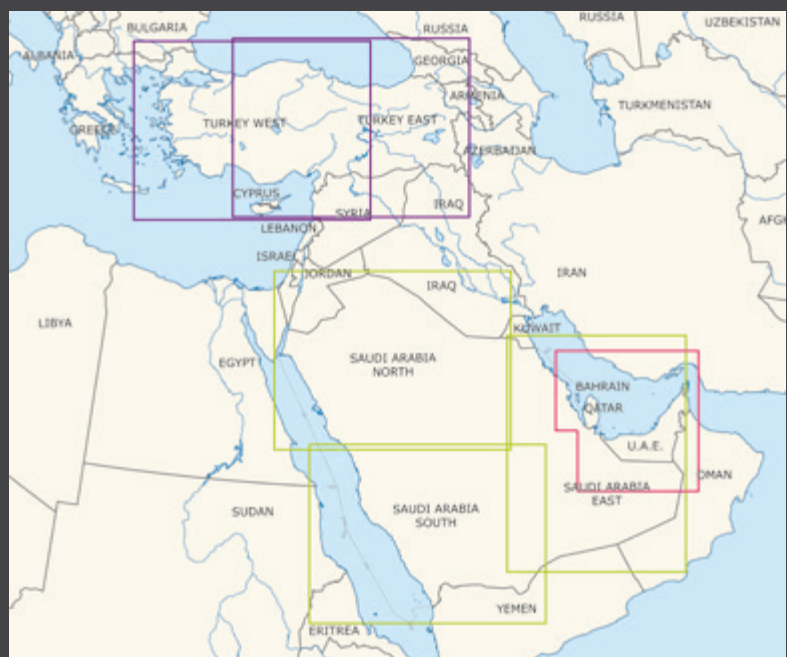 BULGARIA
RUSSIA
RUSSIA
UZBEKISTAN
ALBANIA
GEORGIA
ARMENIA
TURKMENISTAN
GREECE
TURKEY WEST
TURKEY EAST
AZERBADAN
CYPRUS
SYRIA
IRAQ
LEBANON
AFGH
ISRAEL
JORDAN
IRAQ
IRAN
LIBYA
KUWAIT
EGYPT
SAUDI ARABIA
NORTH
BAHRAIN
QATAR
U.A.E.
OMAN
SAUDI ARABIA
EAST
SUDAN
SAUDI ARABIA
SOUTH
YEMEN
ERITREA